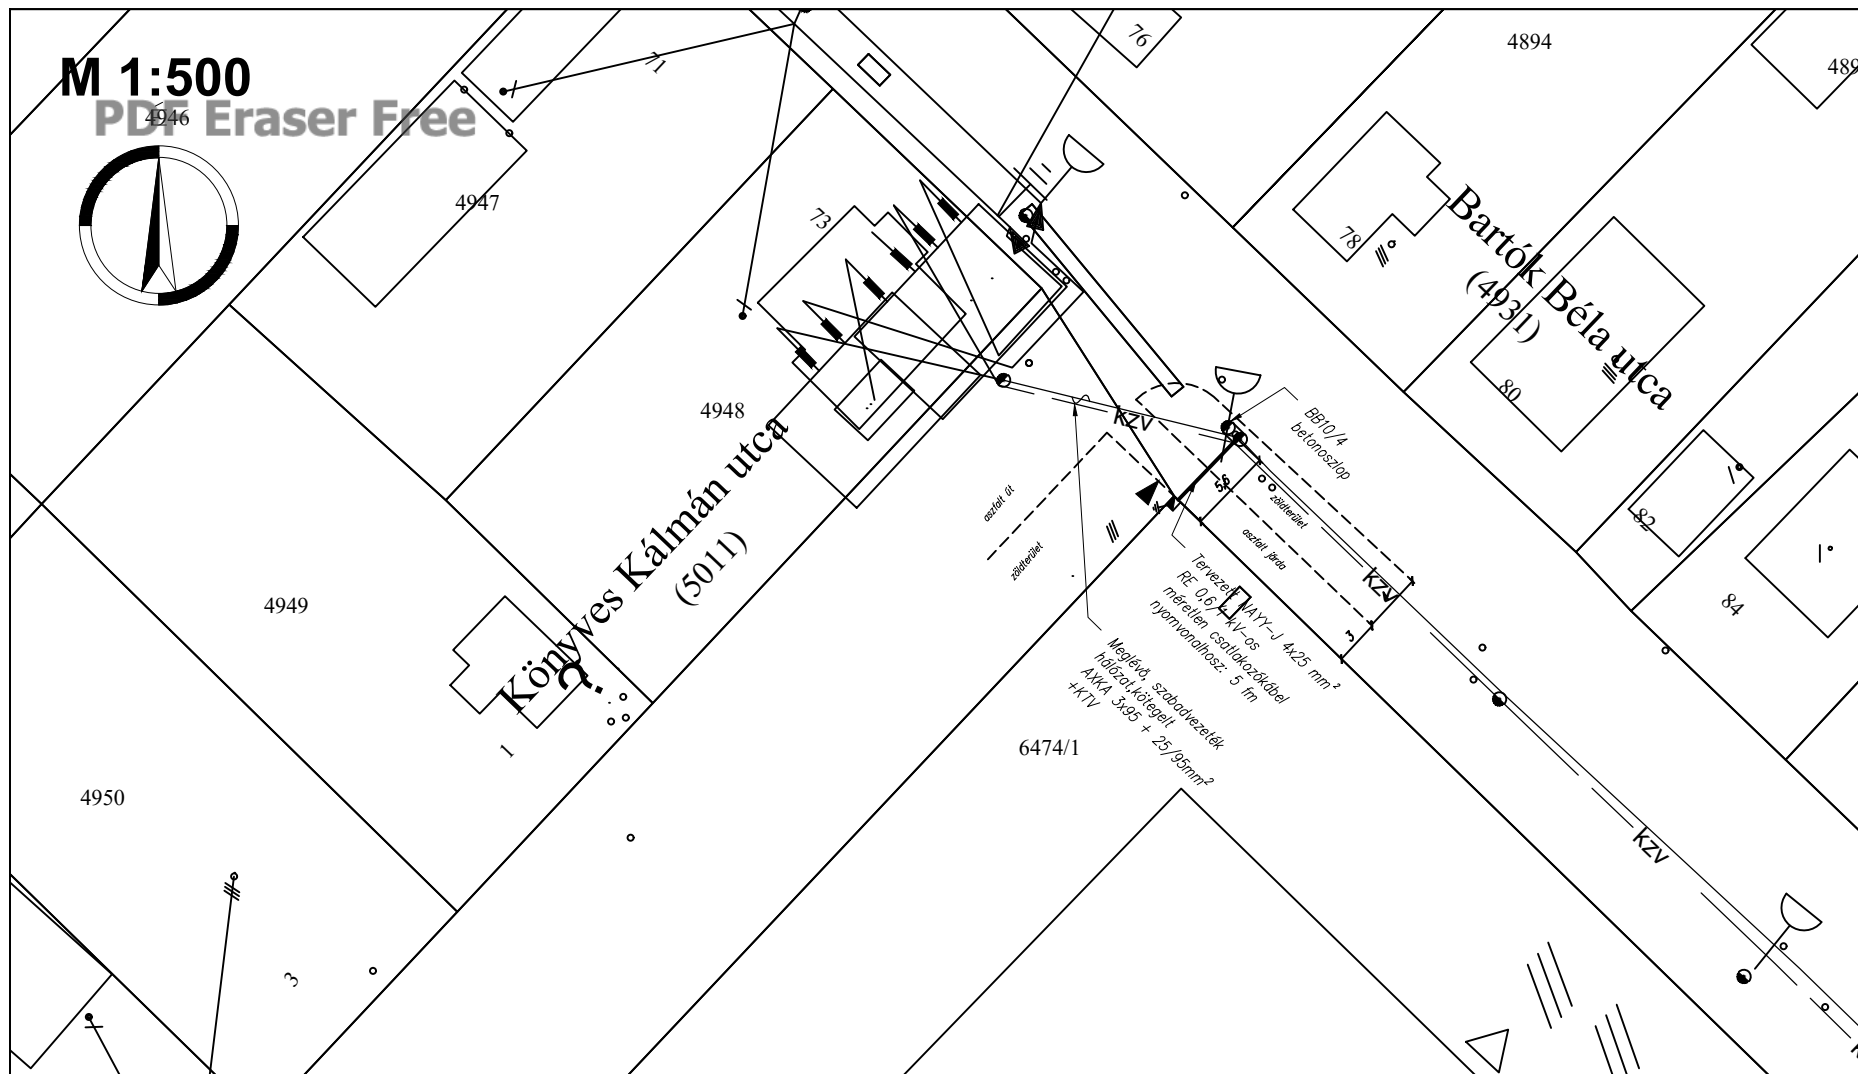 M 1:500
PDF Eraser Free
4946
71
76
4894
489
4947
73
78
Bartók Béla utca
(4931)
80
4948
Könyves Kálmán utca
(5011)
kzv
BB10/4
betonoszlop
aszfalt út
zöldterület
zöldterület
aszfalt járda
82
84
4949
kzv
3
Tervezett NAYY-J 4x25 mm²
RE 0,6/1 kV-os
méretlen csatlakozókábel
nyomvonalhosz: 5 fm
Meglévő, szabadvezeték
hálózat,kötegelt
AXKA 3x95 + 25/95mm²
+KTV
1
6474/1
4950
kzv
3